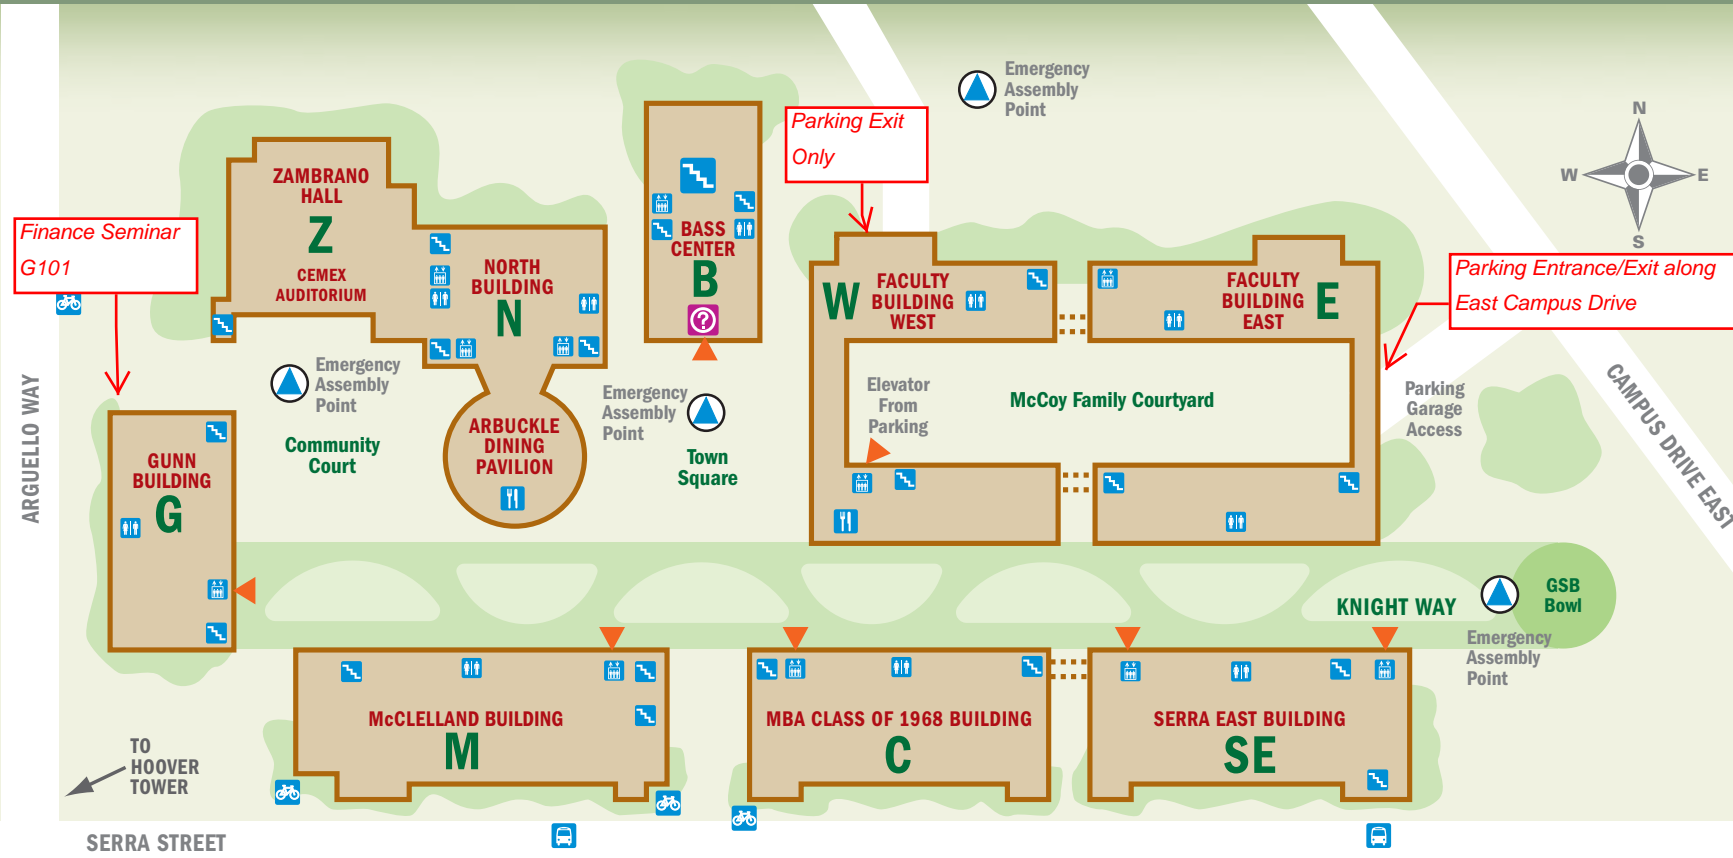 Emergency
Assembly
Point
Parking Exit
Only
N
W
E
S
ZAMBRANO
HALL
Z
CEMEX
AUDITORIUM
Finance Seminar
G101
NORTH
BUILDING
N
BASS
CENTER
B
?
W
FACULTY
BUILDING
WEST
FACULTY
BUILDING
EAST
E
Parking Entrance/Exit along
East Campus Drive
Emergency
Assembly
Point
Emergency
Assembly
Point
Elevator
From
Parking
McCoy Family Courtyard
Parking
Garage
Access
CAMPUS DRIVE EAST
ARGUELLO WAY
Community
Court
ARBUCKLE
DINING
PAVILION
Town
Square
GUNN
BUILDING
G
KNIGHT WAY
GSB
Bowl
Emergency
Assembly
Point
McCLELLAND BUILDING
M
MBA CLASS OF 1968 BUILDING
C
SERRA EAST BUILDING
SE
TO
HOOVER
TOWER
SERRA STREET